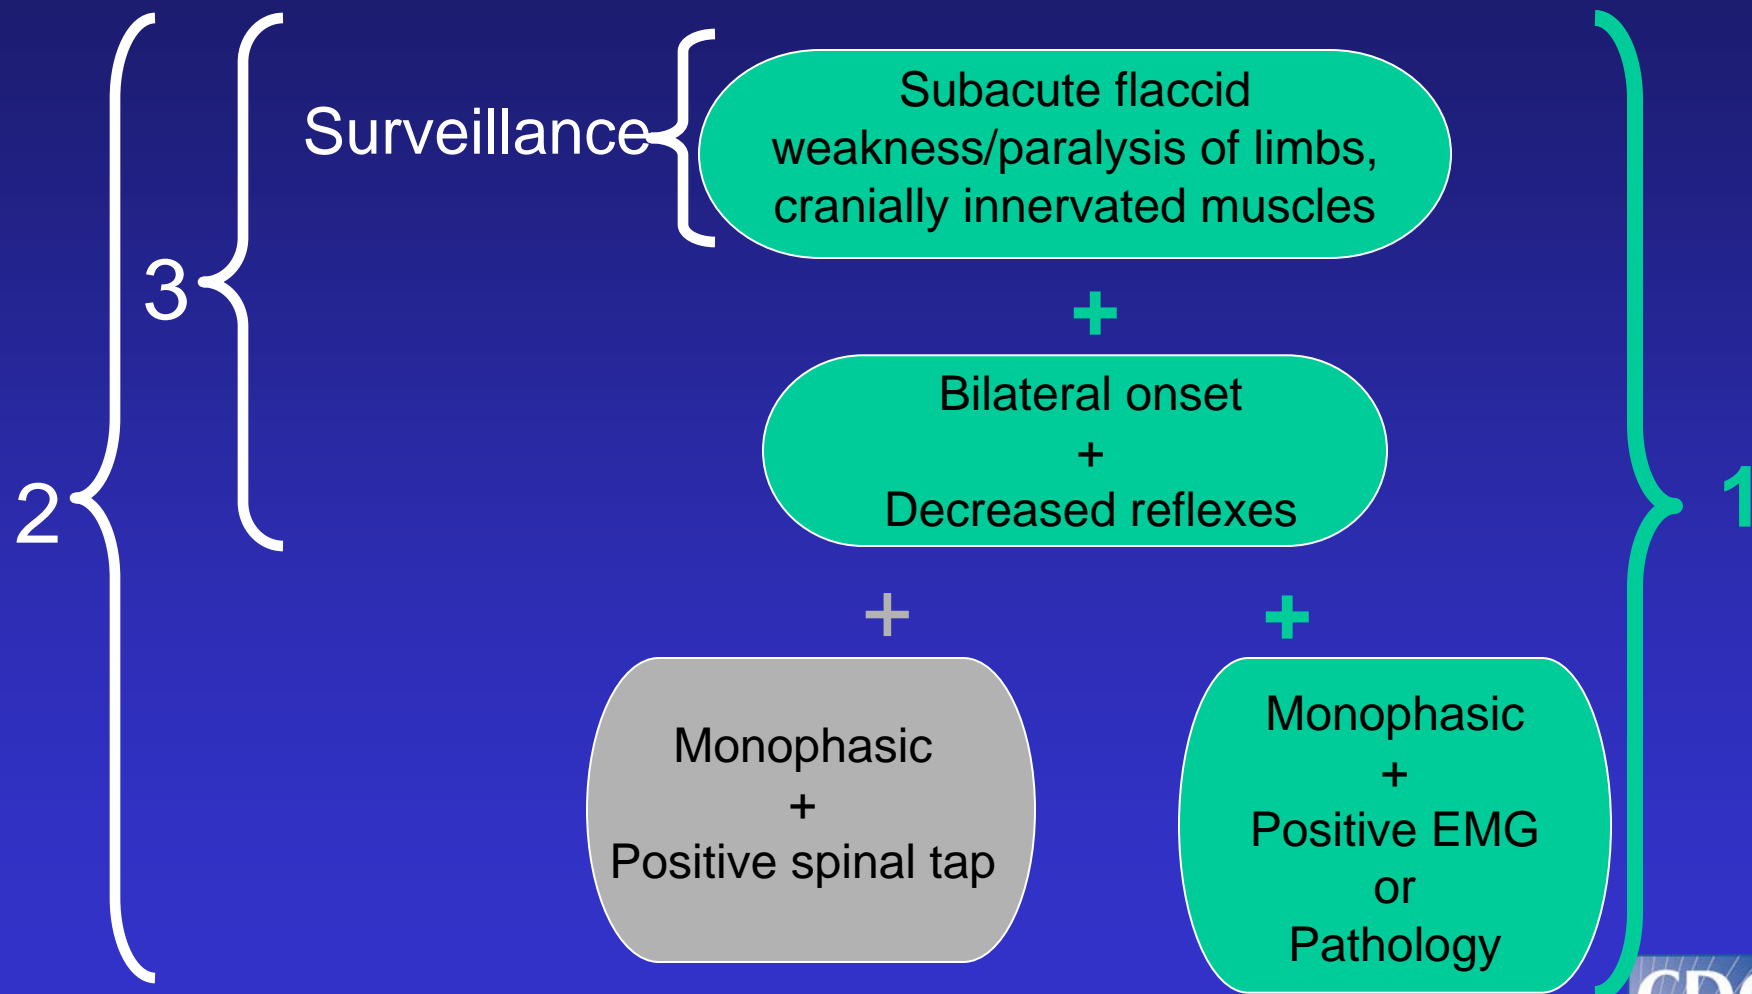 Surveillance
Subacute flaccid
weakness/paralysis of limbs,
cranially innervated muscles
3
+
Bilateral onset
+
Decreased reflexes
2
1
+
+
Monophasic
+
Positive spinal tap
Monophasic
+
Positive EMG
or
Pathology
CDC